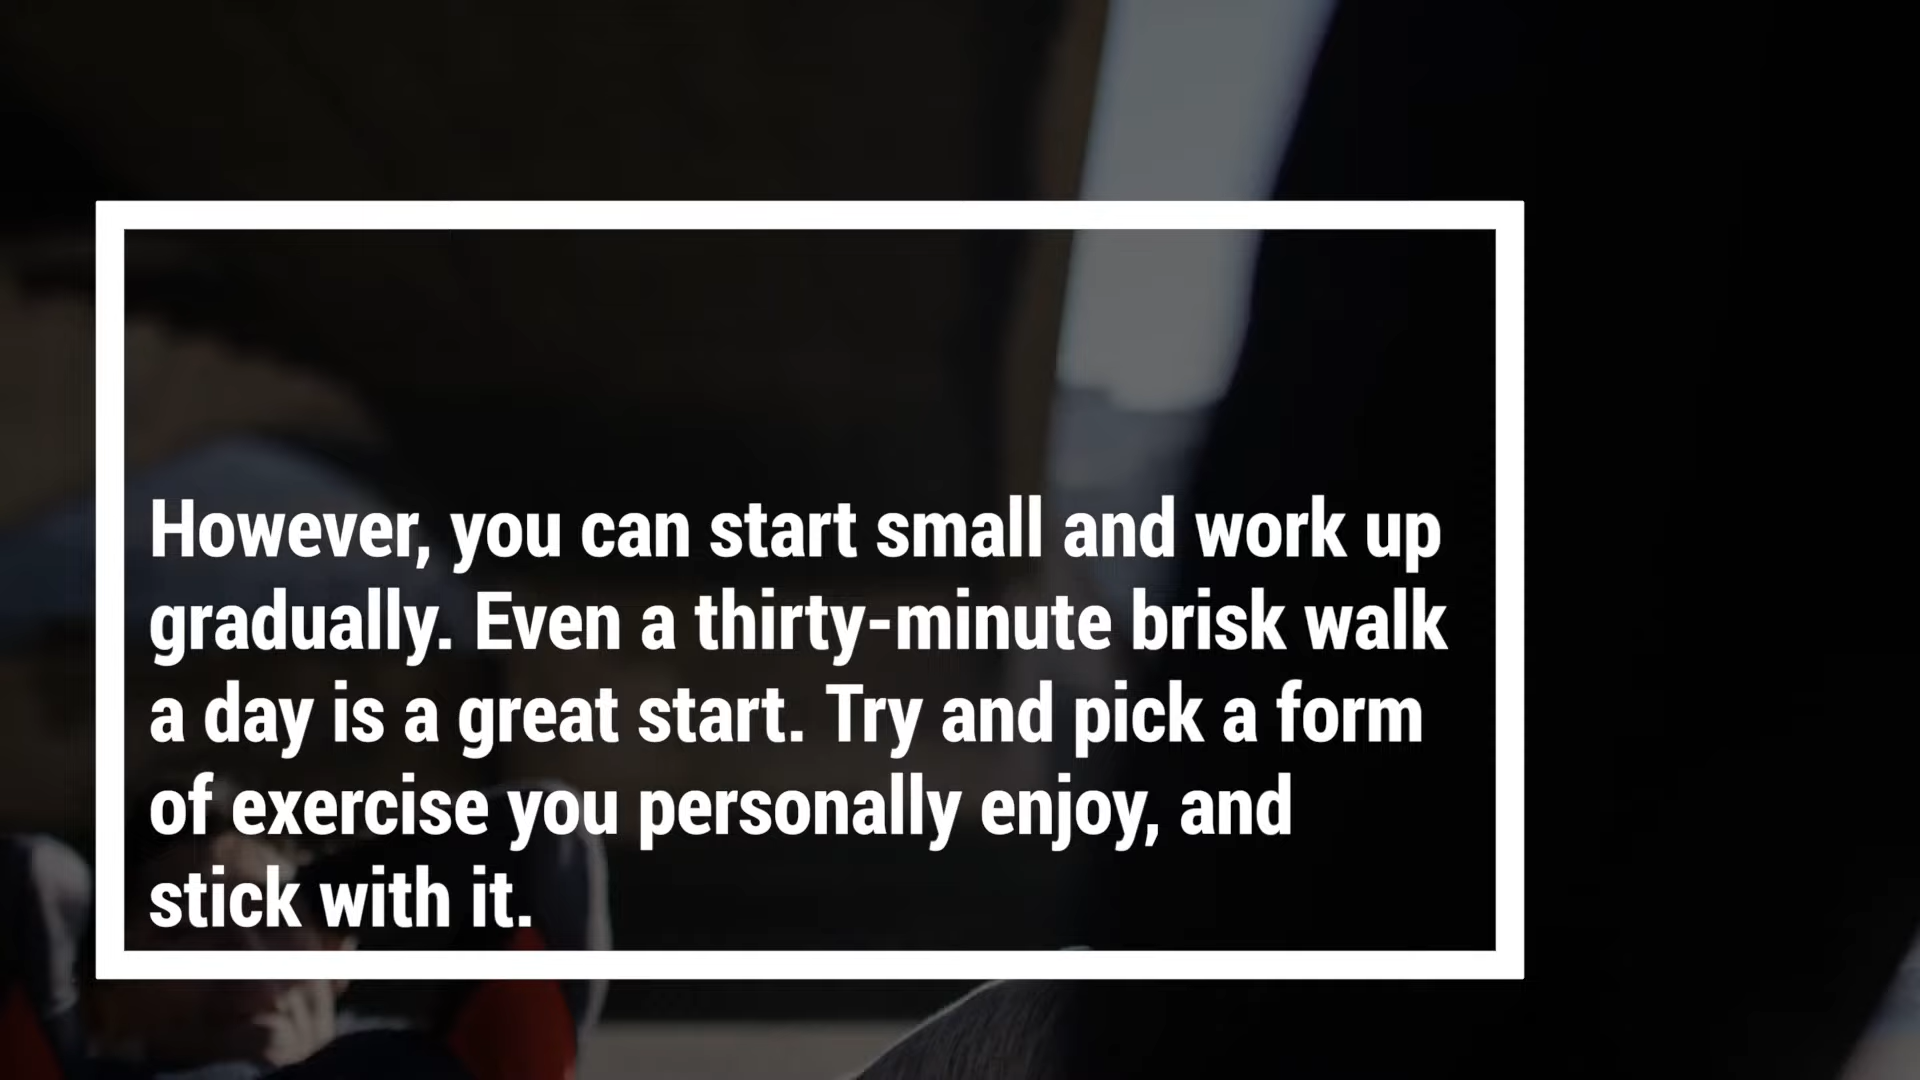 However, you can start small and work up
gradually. Even a thirty-minute brisk walk
a day is a great start. Try and pick a form
of exercise you personally enjoy, and
stick with it.